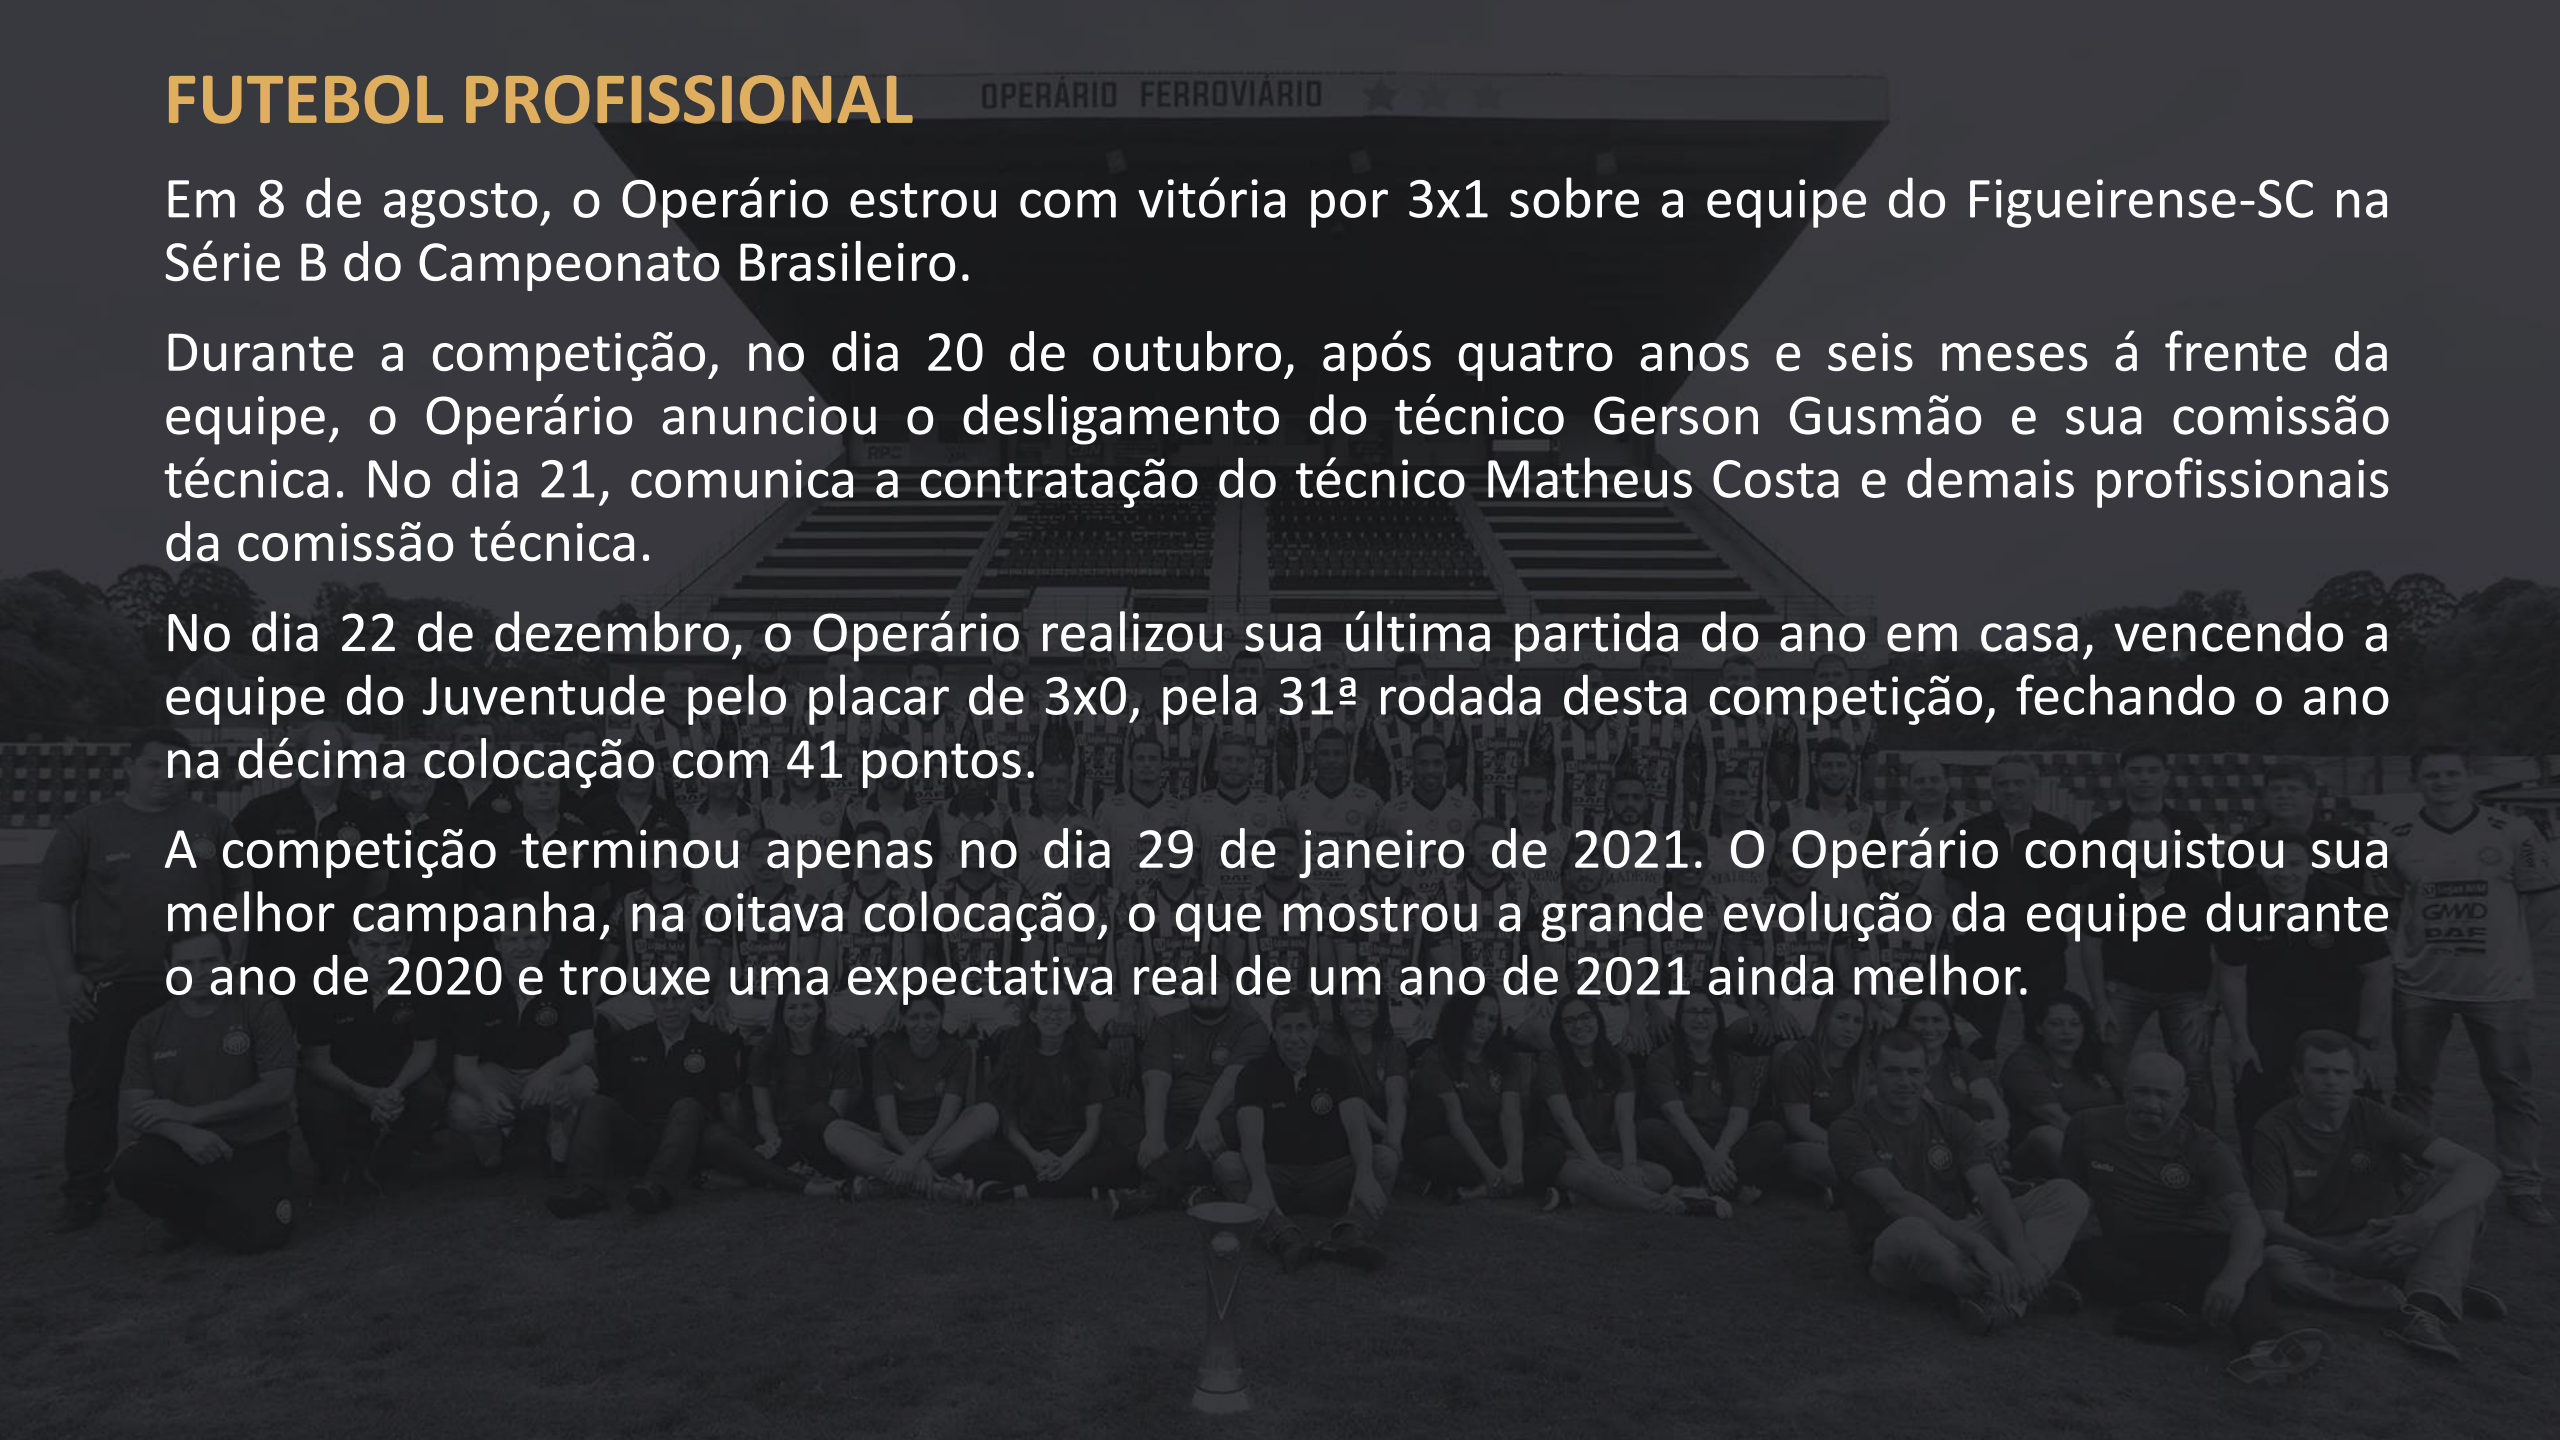 FUTEBOL PROFISSIONAL
OPERÁRIO FERROVIÁRIO
Em 8 de agosto, o Operário estrou com vitória por 3x1 sobre a equipe do Figueirense-SC na
Série B do Campeonato Brasileiro.
Durante a competição, no dia 20 de outubro, após quatro anos e seis meses á frente da
equipe, o Operário anunciou o desligamento do técnico Gerson Gusmão e sua comissão
técnica. No dia 21, comunica a contratação do técnico Matheus Costa e demais profissionais
da comissão técnica.
No dia 22 de dezembro, o Operário realizou sua última partida do ano em casa, vencendo a
equipe do Juventude pelo placar de 3x0, pela 31ª rodada desta competição, fechando o ano
na décima colocação com 41 pontos.
A competição terminou apenas no dia 29 de janeiro de 2021. O Operário conquistou sua
melhor campanha, na oitava colocação, o que mostrou a grande evolução da equipe durante
o ano de 2020 e trouxe uma expectativa real de um ano de 2021 ainda melhor.